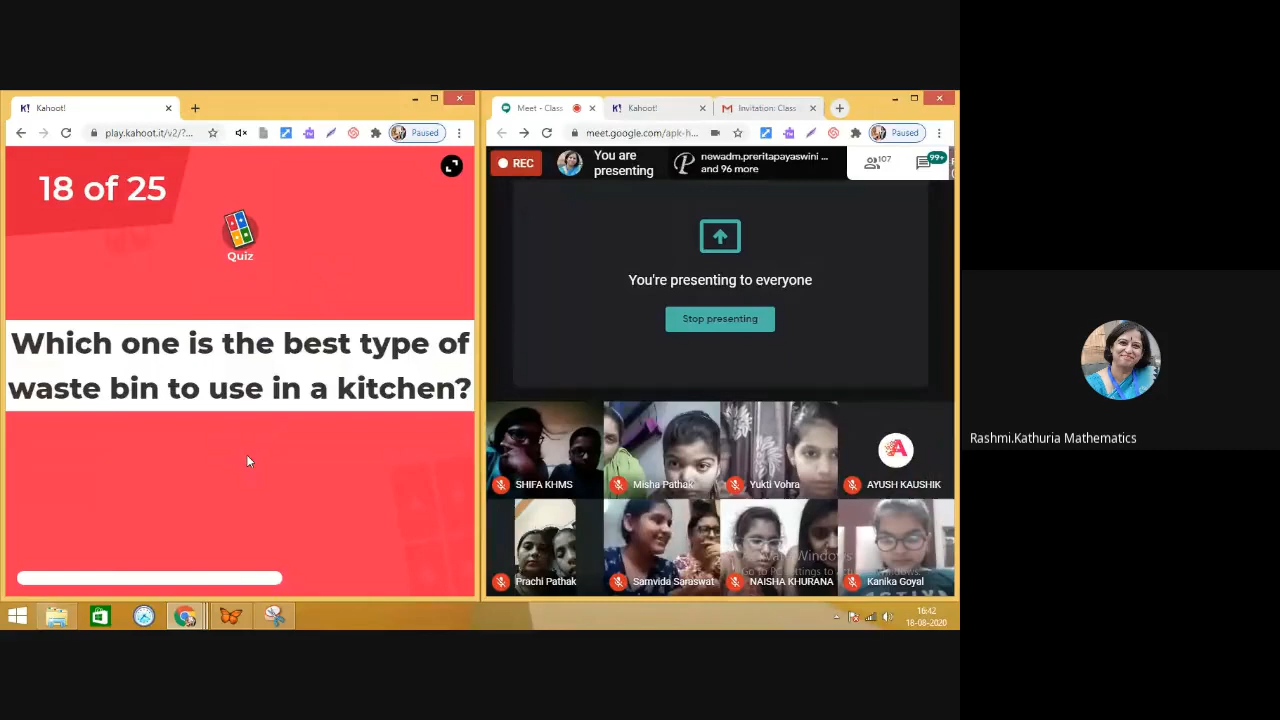 Kahoot!
play.kahoot.it/v2/?...
Paused
18 of 25
Quiz
Which one is the best type of
waste bin to use in a kitchen?
Meet - Class
Kahoot!
Invitation: Class
meet.google.com/apk-h...
Paused
REC
You are
presenting
newadm.preritapayaswini ...
and 96 more
107
99+
You're presenting to everyone
Stop presenting
SHIFA KHMS
Misha Pathak
Yukti Vohra
AYUSH KAUSHIK
Prachi Pathak
Samvida Saraswat
NAISHA KHURANA
Kanika Goyal
16:42
18-08-2020
Rashmi.Kathuria Mathematics